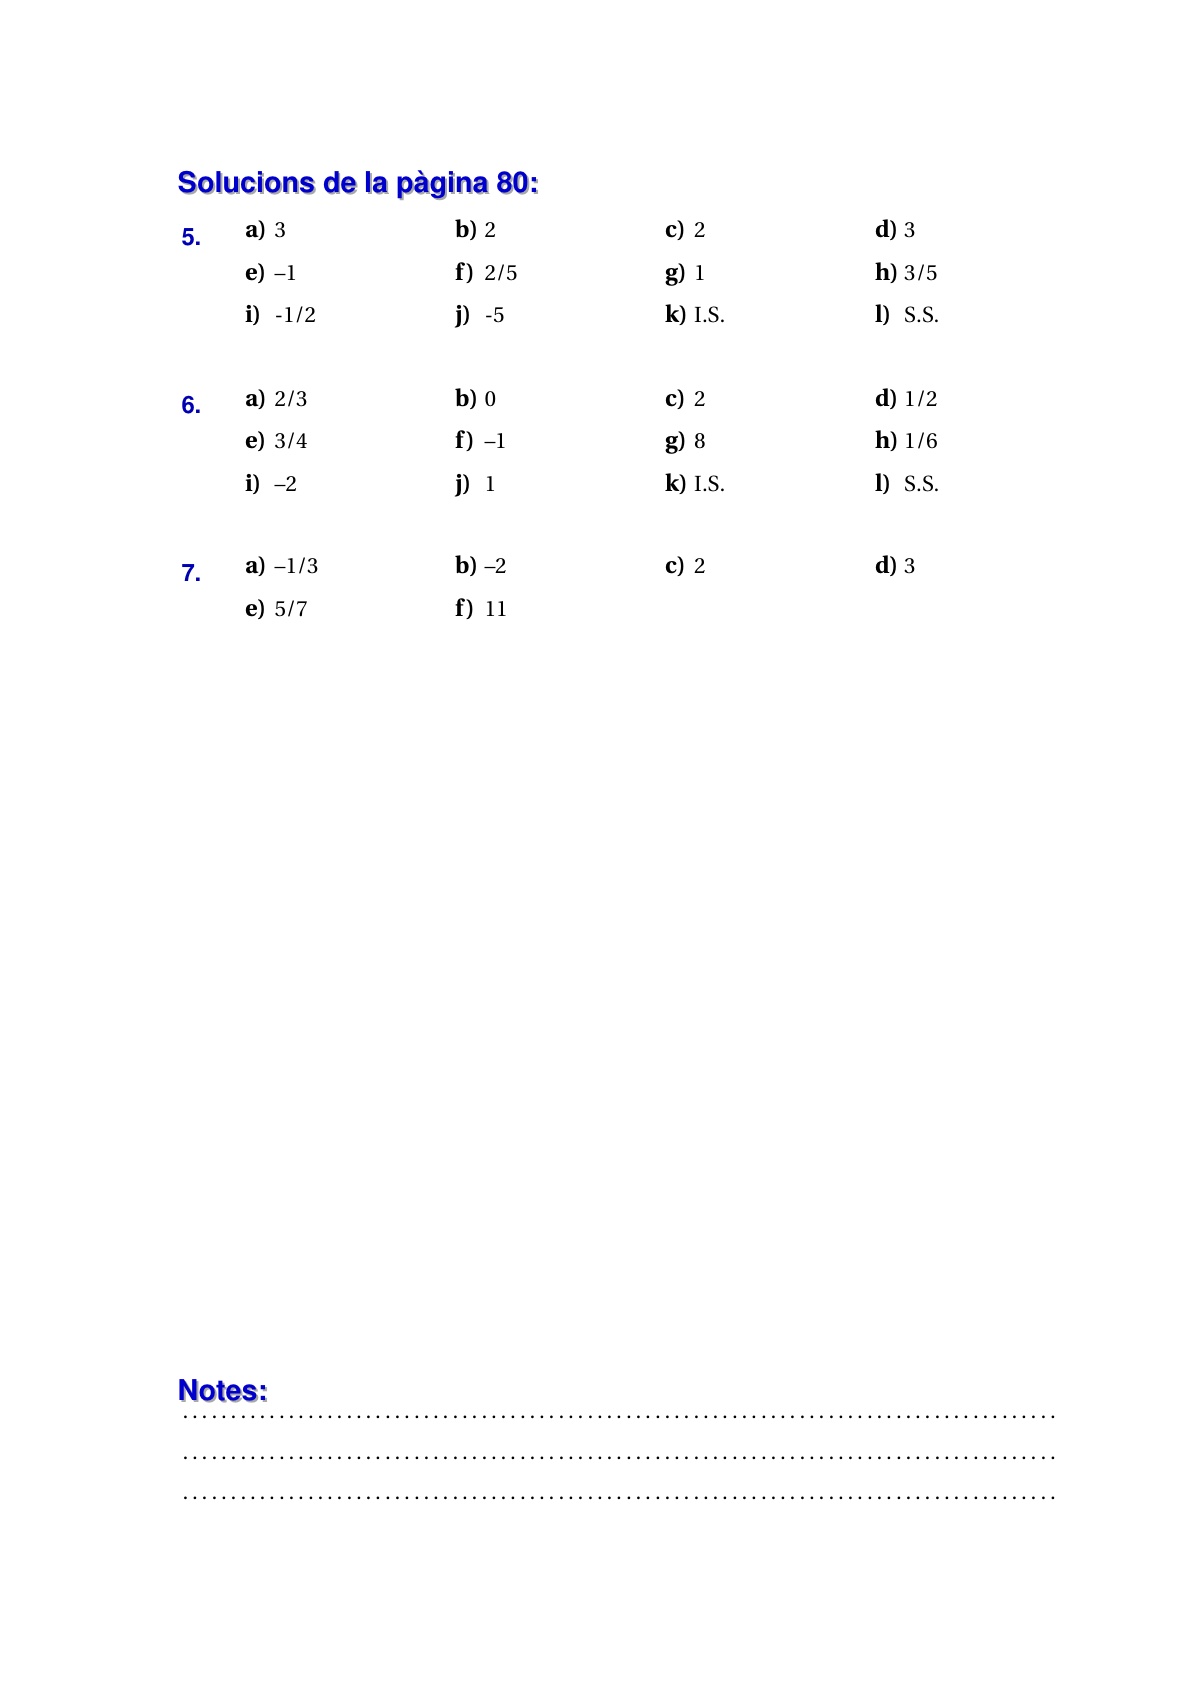 Solucions de la pàgina 80:
5. a) 3 b) 2 c) 2 d) 3
e) –1 f) 2/5 g) 1 h) 3/5
i) -1/2 j) -5 k) I.S. l) S.S.
6. a) 2/3 b) 0 c) 2 d) 1/2
e) 3/4 f) –1 g) 8 h) 1/6
i) –2 j) 1 k) I.S. l) S.S.
7. a) –1/3 b) –2 c) 2 d) 3
e) 5/7 f) 11
Notes: